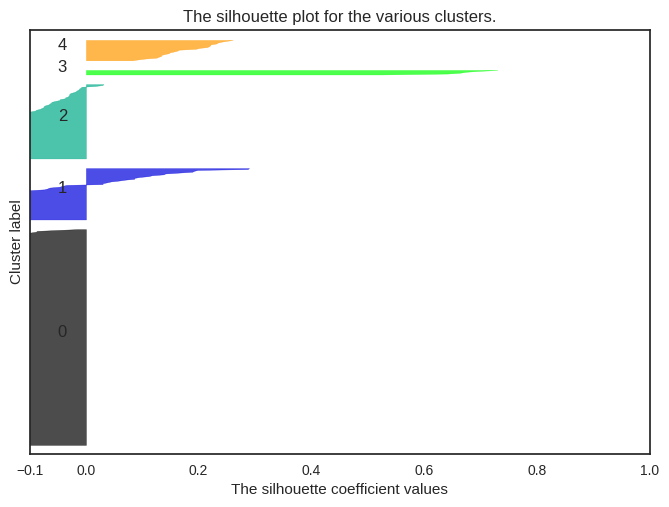 The silhouette plot for the various clusters.
4
3
2
1
0
Cluster label
−0.1 0.0 0.2 0.4 0.6 0.8 1.0
The silhouette coefficient values